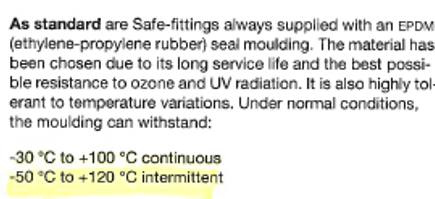 As standard are Safe-fittings always supplied with an EPDM
(ethylene-propylene rubber) seal moulding. The material has
been chosen due to its long service life and the best possi-
ble resistance to ozone and UV radiation. It is also highly tol-
erant to temperature variations. Under normal conditions,
the moulding can withstand:
-30 °C to +100 °C continuous
-50 °C to +120 °C intermittent